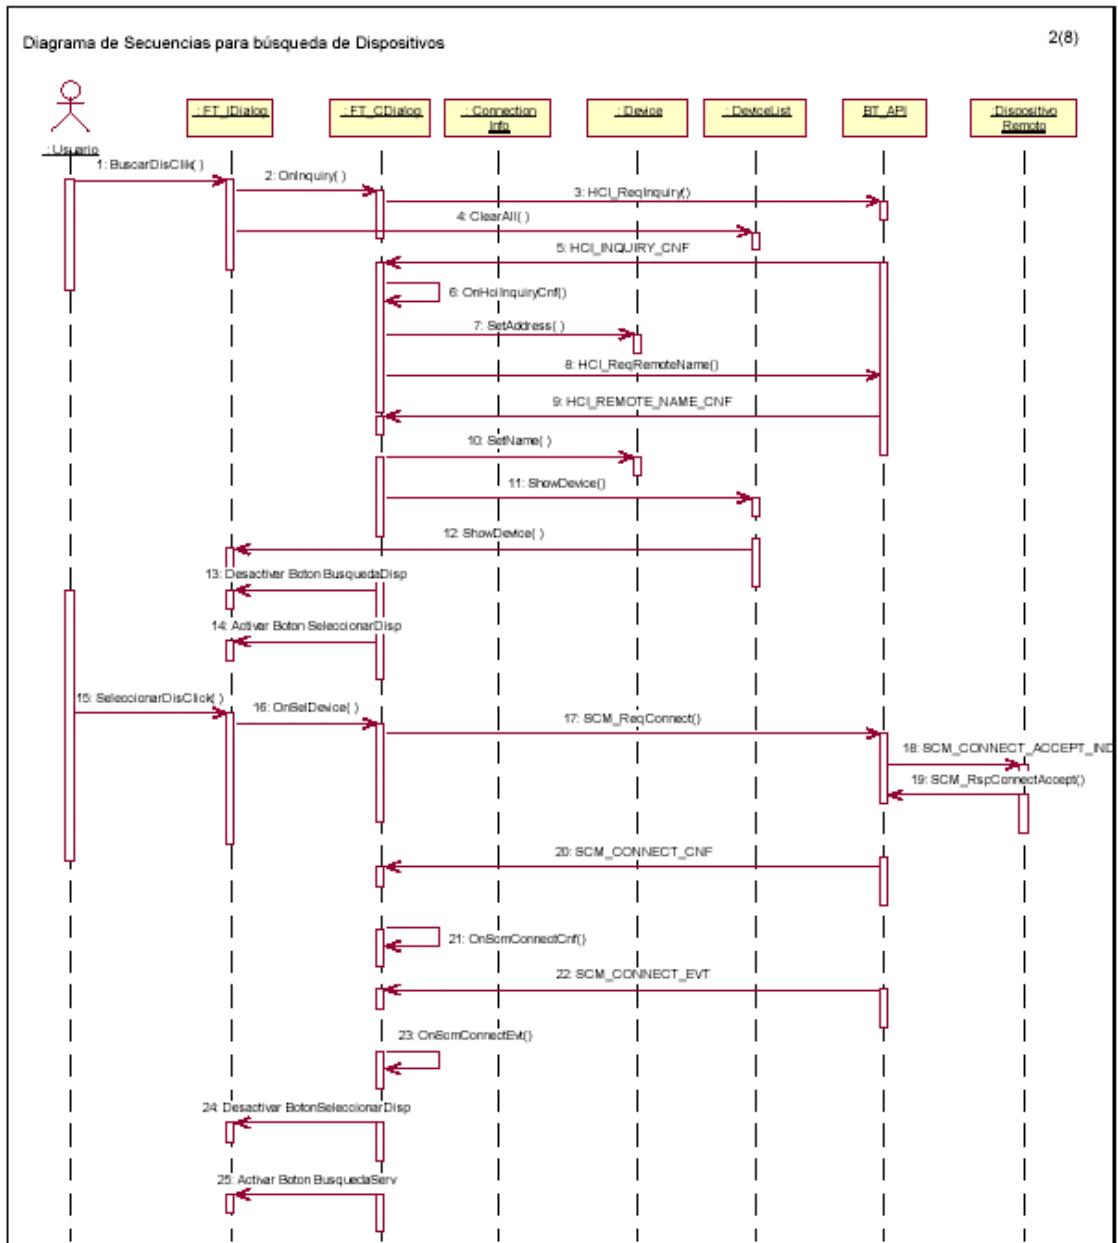 Diagrama de Secuencias para búsqueda de Dispositivos
2(8)
: Usuario
: FT_IDialog
: FT_CDialog
: Connection
Info
: Device
: DeviceList
BT_API
:Dispositivo
Remoto
1: BuscarDisClik( )
2: OnInquiry( )
3: HCI_ReqInquiry()
4: ClearAll( )
5: HCI_INQUIRY_CNF
6: OnHciInquiryCnf()
7: SetAddress( )
8: HCI_ReqRemoteName()
9: HCI_REMOTE_NAME_CNF
10: SetName( )
11: ShowDevice()
12: ShowDevice( )
13: Desactivar Boton BusquedaDisp
14: Activar Boton SeleccionarDisp
15: SeleccionarDisClick( )
16: OnSelDevice( )
17: SCM_ReqConnect()
18: SCM_CONNECT_ACCEPT_IND
19: SCM_RspConnectAccept()
20: SCM_CONNECT_CNF
21: OnScmConnectCnf()
22: SCM_CONNECT_EVT
23: OnScmConnectEvt()
24: Desactivar BotonSeleccionarDisp
25: Activar Boton BusquedaServ